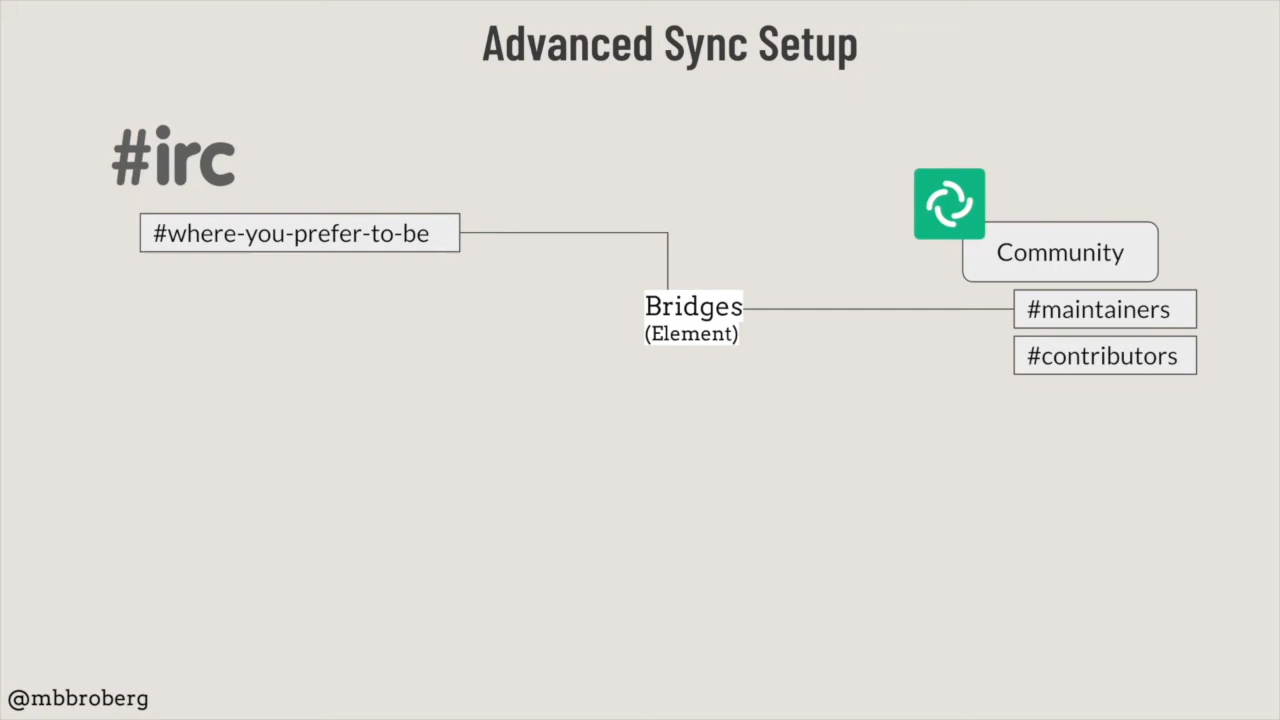 Advanced Sync Setup
#irc
#where-you-prefer-to-be
Bridges
(Element)
Community
#maintainers
#contributors
@mbbroberg